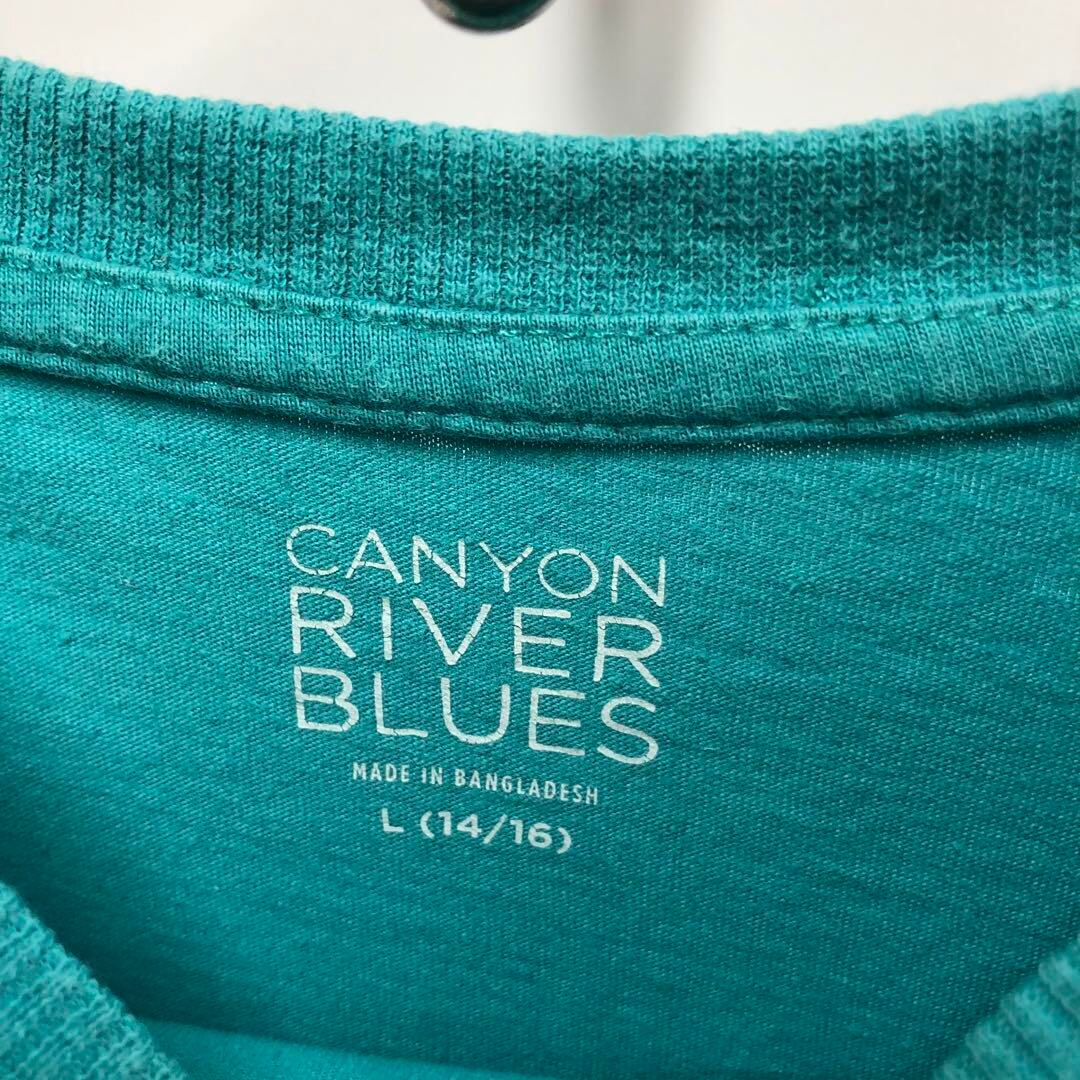 CANYON
RIVER
BLUES
MADE IN BANGLADESH
L (14/16)